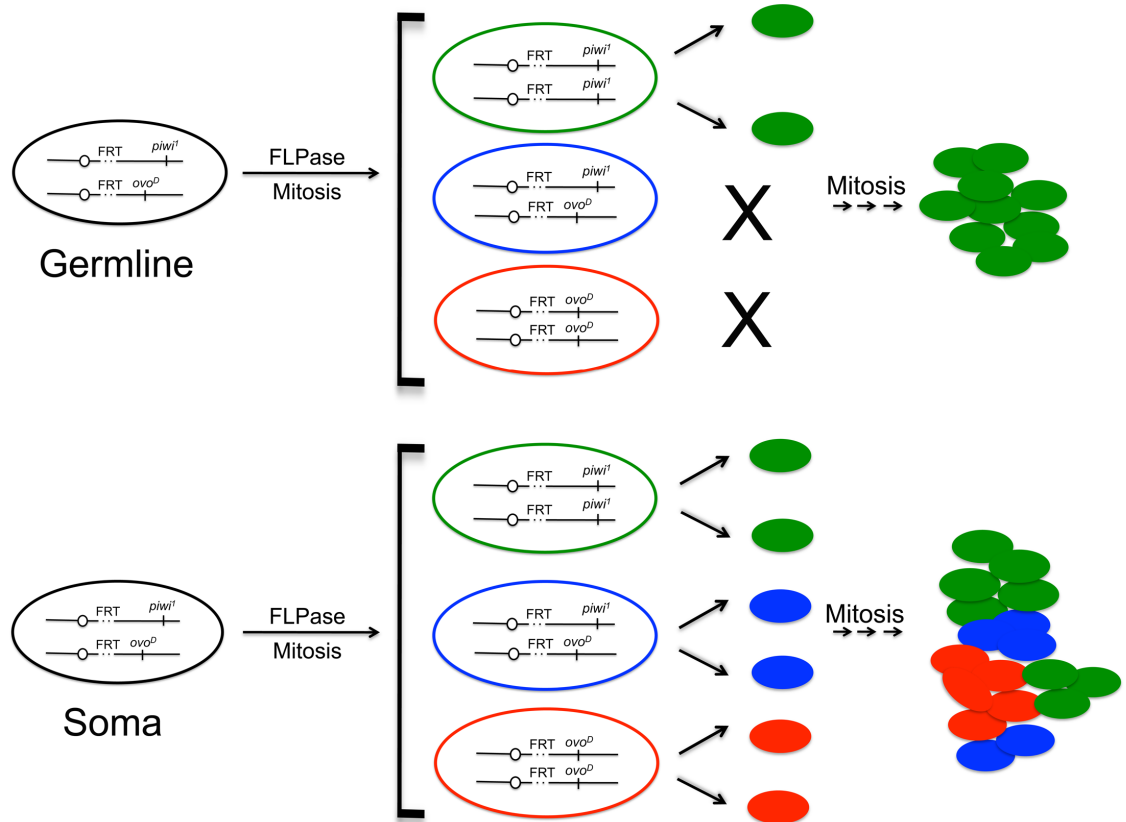 FRT piwi¹
FRT piwi¹
FRT piwi¹
FRT ovoᴰ
FLPase
Mitosis
Germline
FRT piwi¹
FRT ovoᴰ
X
Mitosis
FRT ovoᴰ
FRT ovoᴰ
X
FRT piwi¹
FRT piwi¹
FRT piwi¹
FRT ovoᴰ
FLPase
Mitosis
Soma
FRT piwi¹
FRT ovoᴰ
Mitosis
FRT ovoᴰ
FRT ovoᴰ